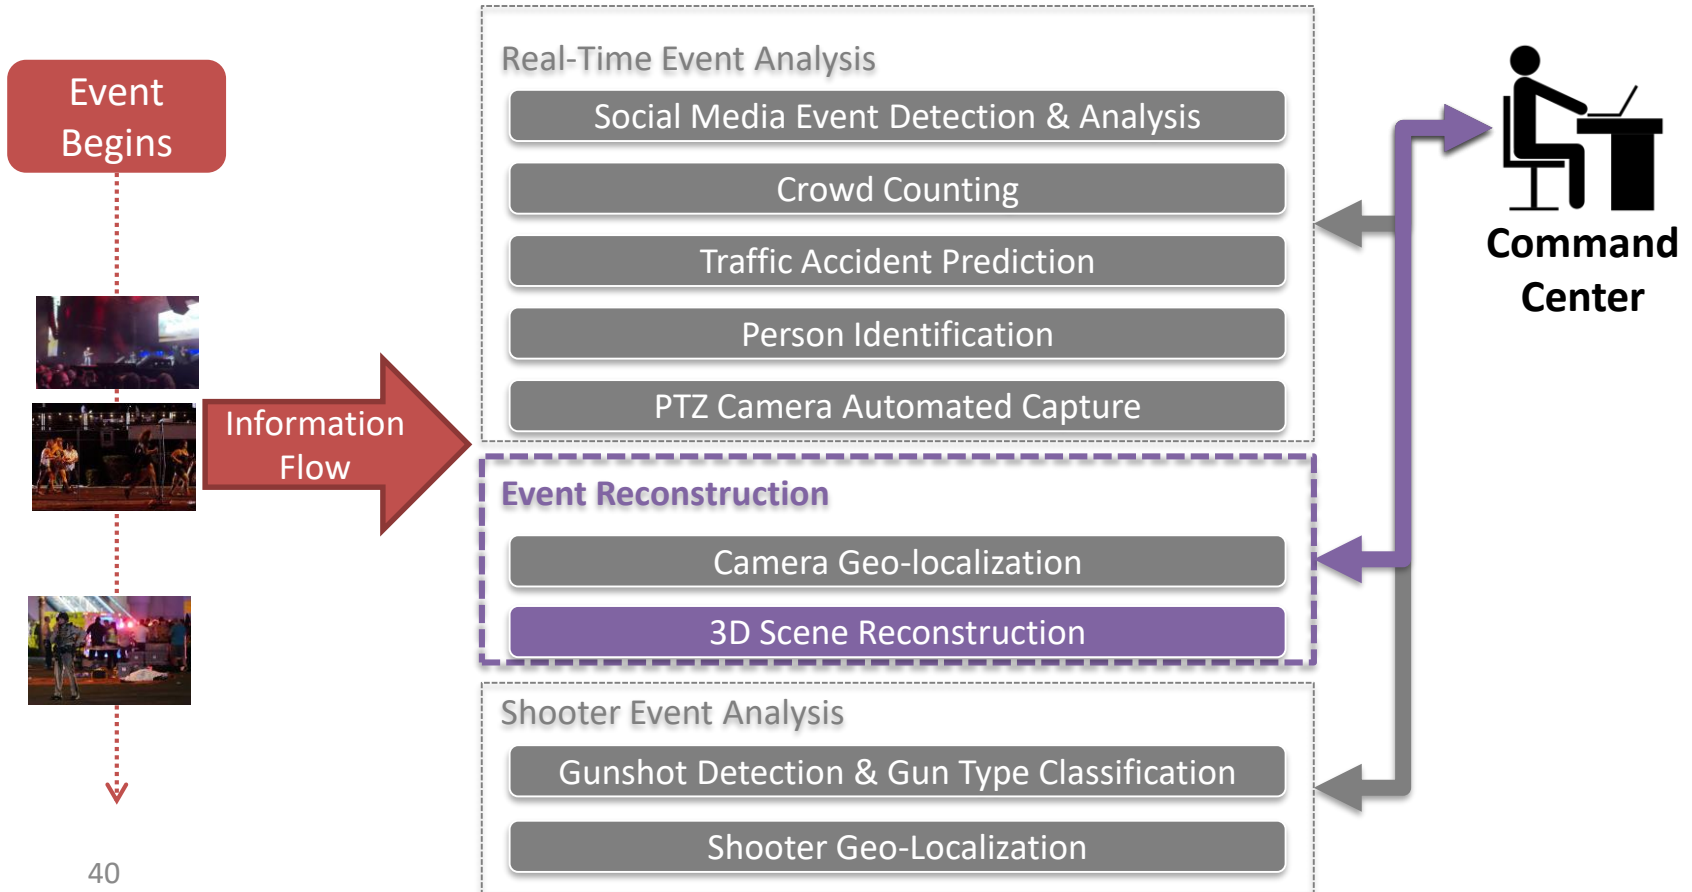 Event
Begins
Information
Flow
Real-Time Event Analysis
Social Media Event Detection & Analysis
Crowd Counting
Traffic Accident Prediction
Person Identification
PTZ Camera Automated Capture
Event Reconstruction
Camera Geo-localization
3D Scene Reconstruction
Shooter Event Analysis
Gunshot Detection & Gun Type Classification
Shooter Geo-Localization
Command
Center
40